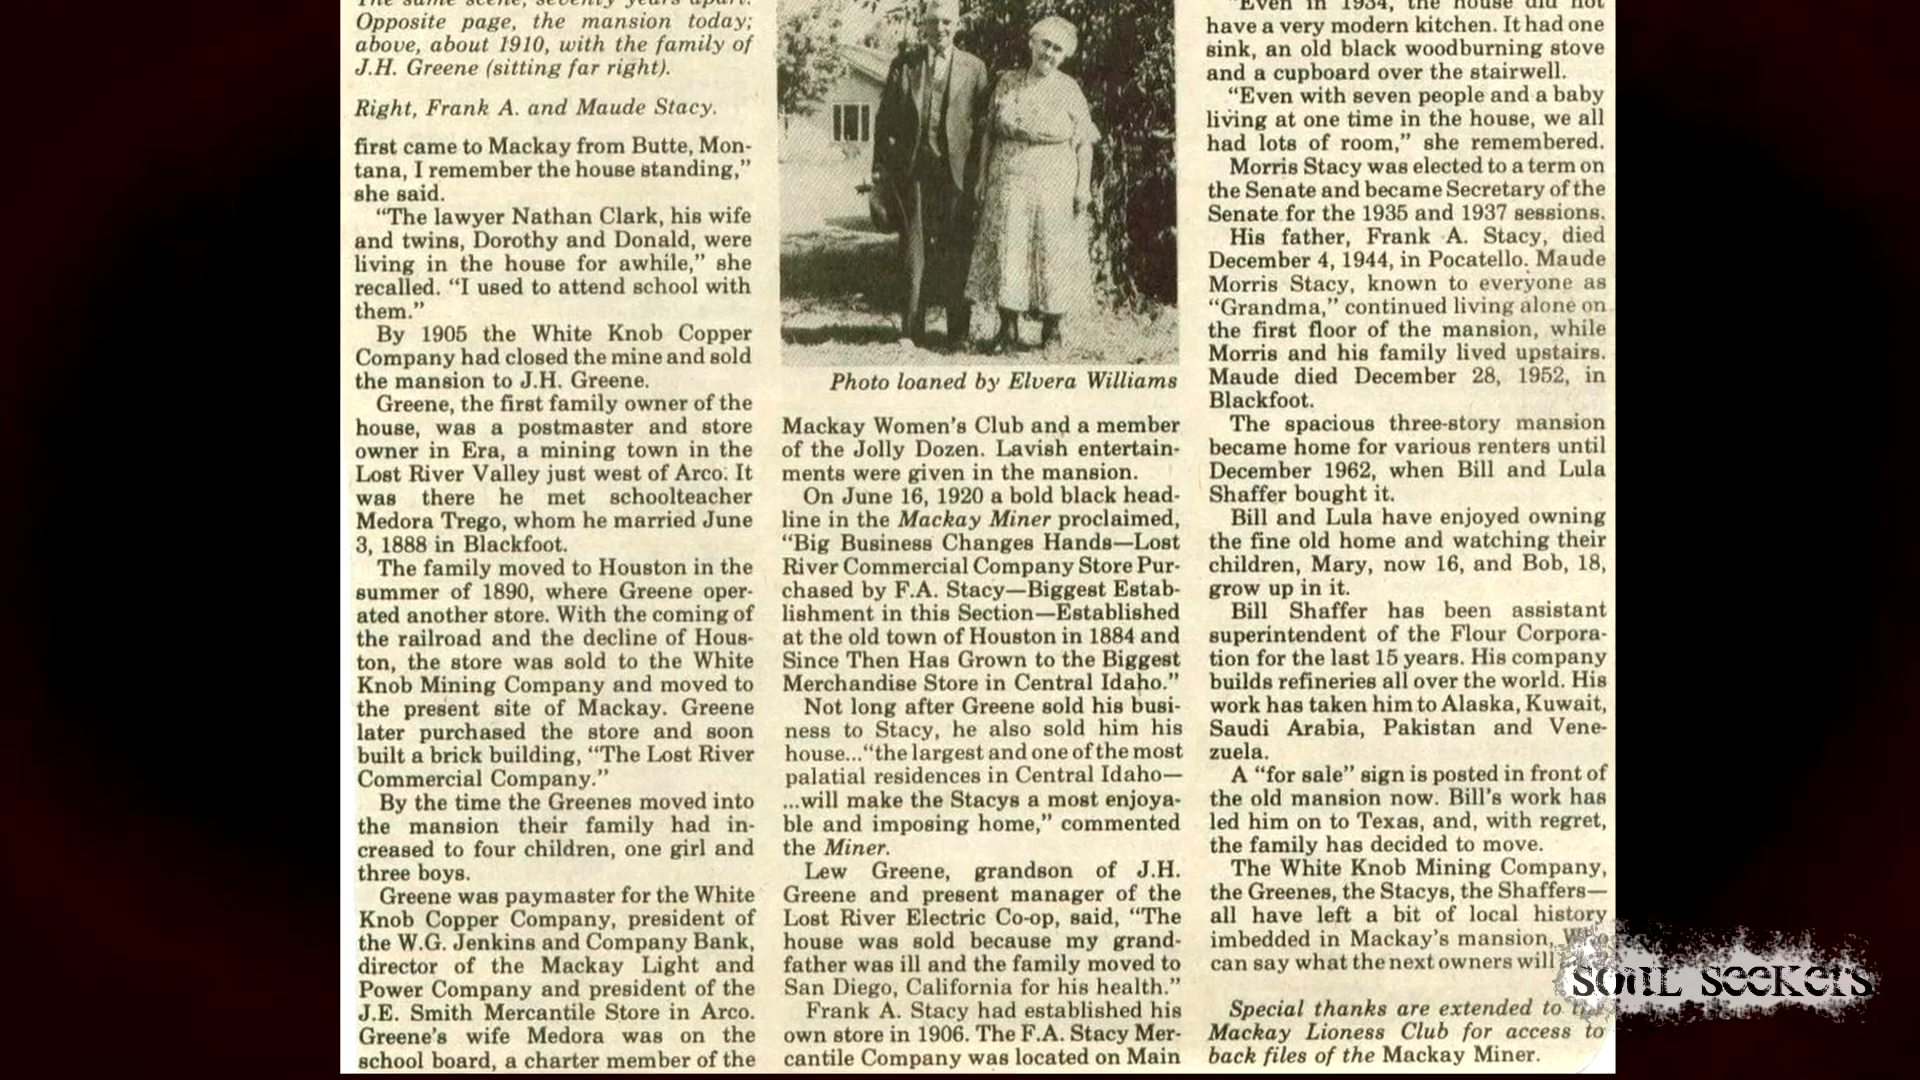 The same scene, seventy years apart.
Opposite page, the mansion today;
above, about 1910, with the family of
J.H. Greene (sitting far right).
Right, Frank A. and Maude Stacy.
first came to Mackay from Butte, Mon-
tana, I remember the house standing,”
she said.
“The lawyer Nathan Clark, his wife
and twins, Dorothy and Donald, were
living in the house for awhile,” she
recalled. “I used to attend school with
them.”
By 1905 the White Knob Copper
Company had closed the mine and sold
the mansion to J.H. Greene.
Greene, the first family owner of the
house, was a postmaster and store
owner in Era, a mining town in the
Lost River Valley just west of Arco. It
was there he met schoolteacher
Medora Trego, whom he married June
3, 1888 in Blackfoot.
The family moved to Houston in the
summer of 1890, where Greene oper-
ated another store. With the coming of
the railroad and the decline of Hous-
ton, the store was sold to the White
Knob Mining Company and moved to
the present site of Mackay. Greene
later purchased the store and soon
built a brick building, “The Lost River
Commercial Company.”
By the time the Greenes moved into
the mansion their family had in-
creased to four children, one girl and
three boys.
Greene was paymaster for the White
Knob Copper Company, president of
the W.G. Jenkins and Company Bank,
director of the Mackay Light and
Power Company and president of the
J.E. Smith Mercantile Store in Arco.
Greene's wife Medora was on the
school board, a charter member of the
Photo loaned by Elvera Williams
Mackay Women's Club and a member
of the Jolly Dozen. Lavish entertain-
ments were given in the mansion.
On June 16, 1920 a bold black head-
line in the Mackay Miner proclaimed,
“Big Business Changes Hands—Lost
River Commercial Company Store Pur-
chased by F.A. Stacy—Biggest Estab-
lishment in this Section—Established
at the old town of Houston in 1884 and
Since Then Has Grown to the Biggest
Merchandise Store in Central Idaho.”
Not long after Greene sold his busi-
ness to Stacy, he also sold him his
house...“the largest and one of the most
palatial residences in Central Idaho—
...will make the Stacys a most enjoya-
ble and imposing home,” commented
the Miner.
Lew Greene, grandson of J.H.
Greene and present manager of the
Lost River Electric Co-op, said, “The
house was sold because my grand-
father was ill and the family moved to
San Diego, California for his health.”
Frank A. Stacy had established his
own store in 1906. The F.A. Stacy Mer-
cantile Company was located on Main
“Even in 1934, the house did not
have a very modern kitchen. It had one
sink, an old black woodburning stove
and a cupboard over the stairwell.
“Even with seven people and a baby
living at one time in the house, we all
had lots of room,” she remembered.
Morris Stacy was elected to a term on
the Senate and became Secretary of the
Senate for the 1935 and 1937 sessions.
His father, Frank A. Stacy, died
December 4, 1944, in Pocatello. Maude
Morris Stacy, known to everyone as
“Grandma,” continued living alone on
the first floor of the mansion, while
Morris and his family lived upstairs.
Maude died December 28, 1952, in
Blackfoot.
The spacious three-story mansion
became home for various renters until
December 1962, when Bill and Lula
Shaffer bought it.
Bill and Lula have enjoyed owning
the fine old home and watching their
children, Mary, now 16, and Bob, 18,
grow up in it.
Bill Shaffer has been assistant
superintendent of the Flour Corpora-
tion for the last 15 years. His company
builds refineries all over the world. His
work has taken him to Alaska, Kuwait,
Saudi Arabia, Pakistan and Vene-
zuela.
A “for sale” sign is posted in front of
the old mansion now. Bill's work has
led him on to Texas, and, with regret,
the family has decided to move.
The White Knob Mining Company,
the Greenes, the Stacys, the Shaffers—
all have left a bit of local history
imbedded in Mackay's mansion, Who
can say what the next owners will
Special thanks are extended to
Mackay Lioness Club for access to
back files of the Mackay Miner.
SOUL SEEKERS